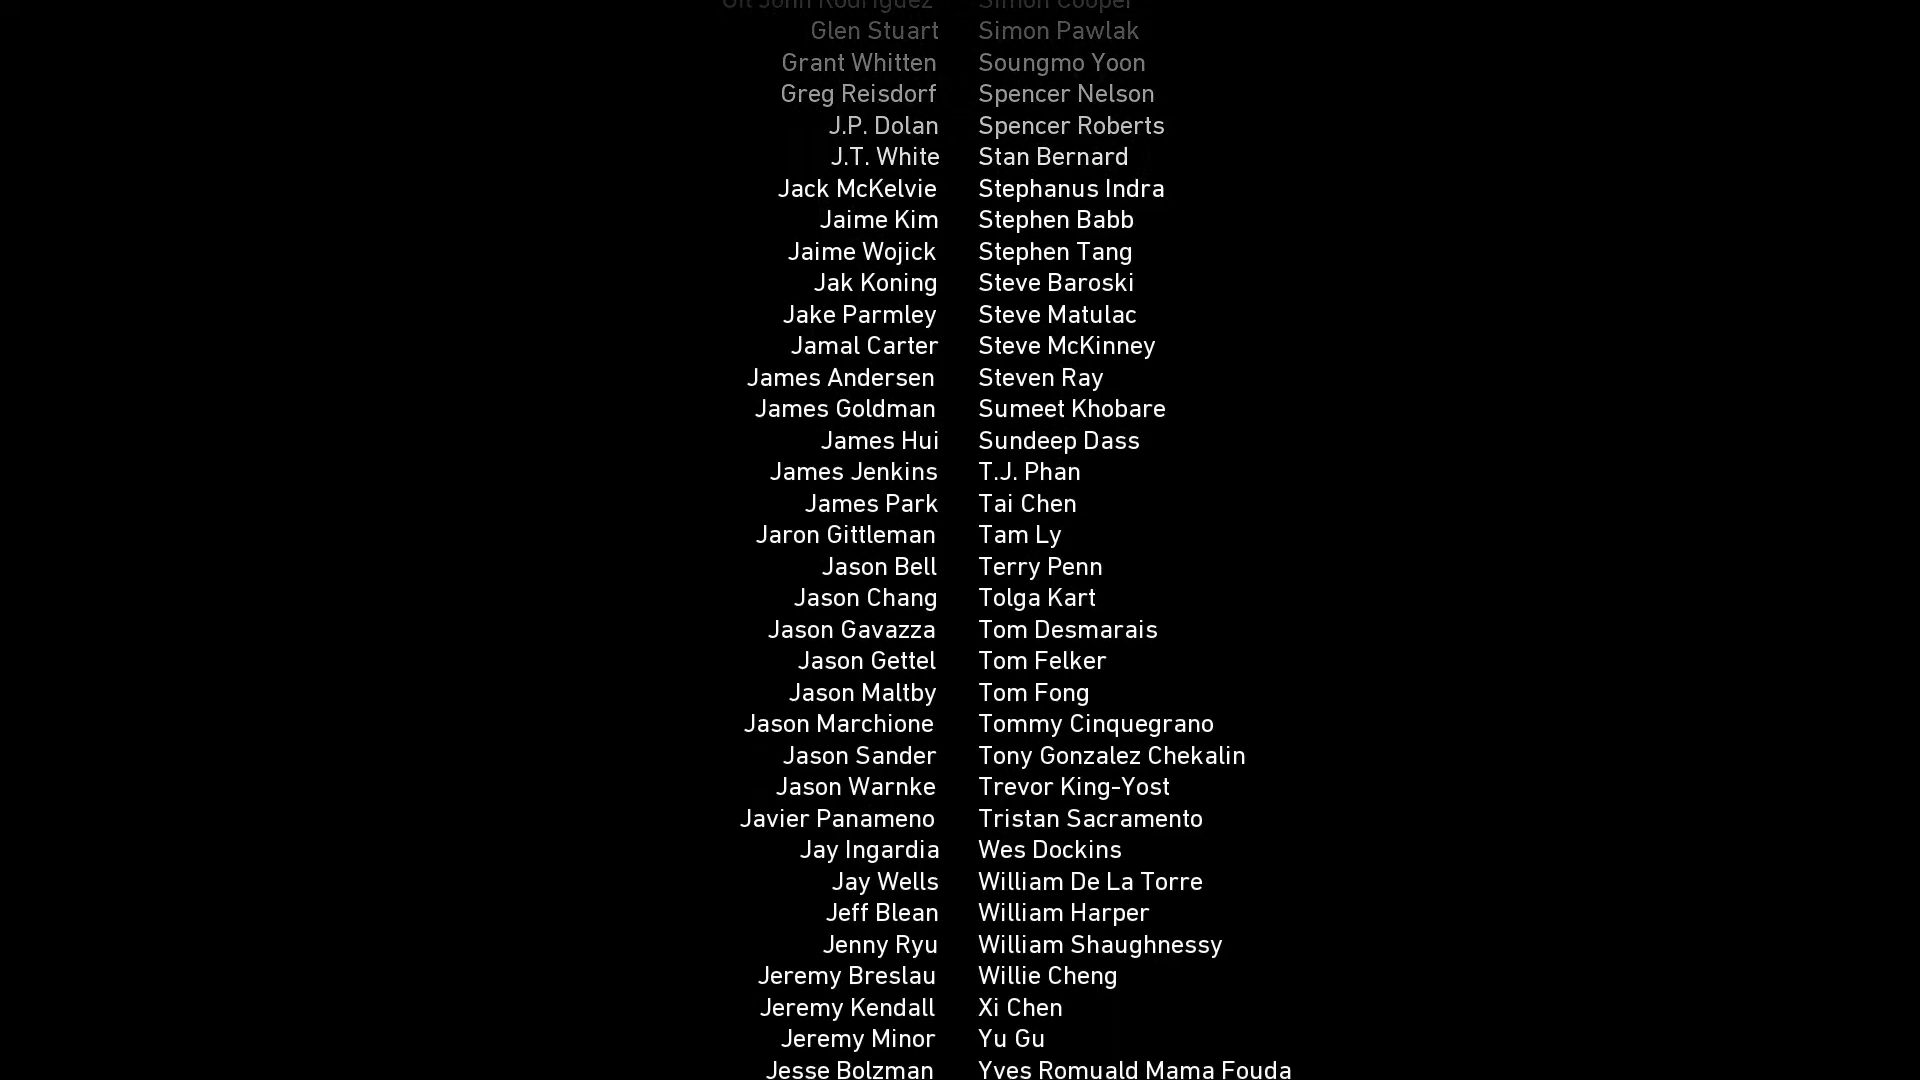 Gil John Rodriguez Simon Cooper
Glen Stuart Simon Pawlak
Grant Whitten Soungmo Yoon
Greg Reisdorf Spencer Nelson
J.P. Dolan Spencer Roberts
J.T. White Stan Bernard
Jack McKelvie Stephanus Indra
Jaime Kim Stephen Babb
Jaime Wojick Stephen Tang
Jak Koning Steve Baroski
Jake Parmley Steve Matulac
Jamal Carter Steve McKinney
James Andersen Steven Ray
James Goldman Sumeet Khobare
James Hui Sundeep Dass
James Jenkins T.J. Phan
James Park Tai Chen
Jaron Gittleman Tam Ly
Jason Bell Terry Penn
Jason Chang Tolga Kart
Jason Gavazza Tom Desmarais
Jason Gettel Tom Felker
Jason Maltby Tom Fong
Jason Marchione Tommy Cinquegrano
Jason Sander Tony Gonzalez Chekalin
Jason Warnke Trevor King-Yost
Javier Panameno Tristan Sacramento
Jay Ingardia Wes Dockins
Jay Wells William De La Torre
Jeff Blean William Harper
Jenny Ryu William Shaughnessy
Jeremy Breslau Willie Cheng
Jeremy Kendall Xi Chen
Jeremy Minor Yu Gu
Jesse Bolzman Yves Romuald Mama Fouda